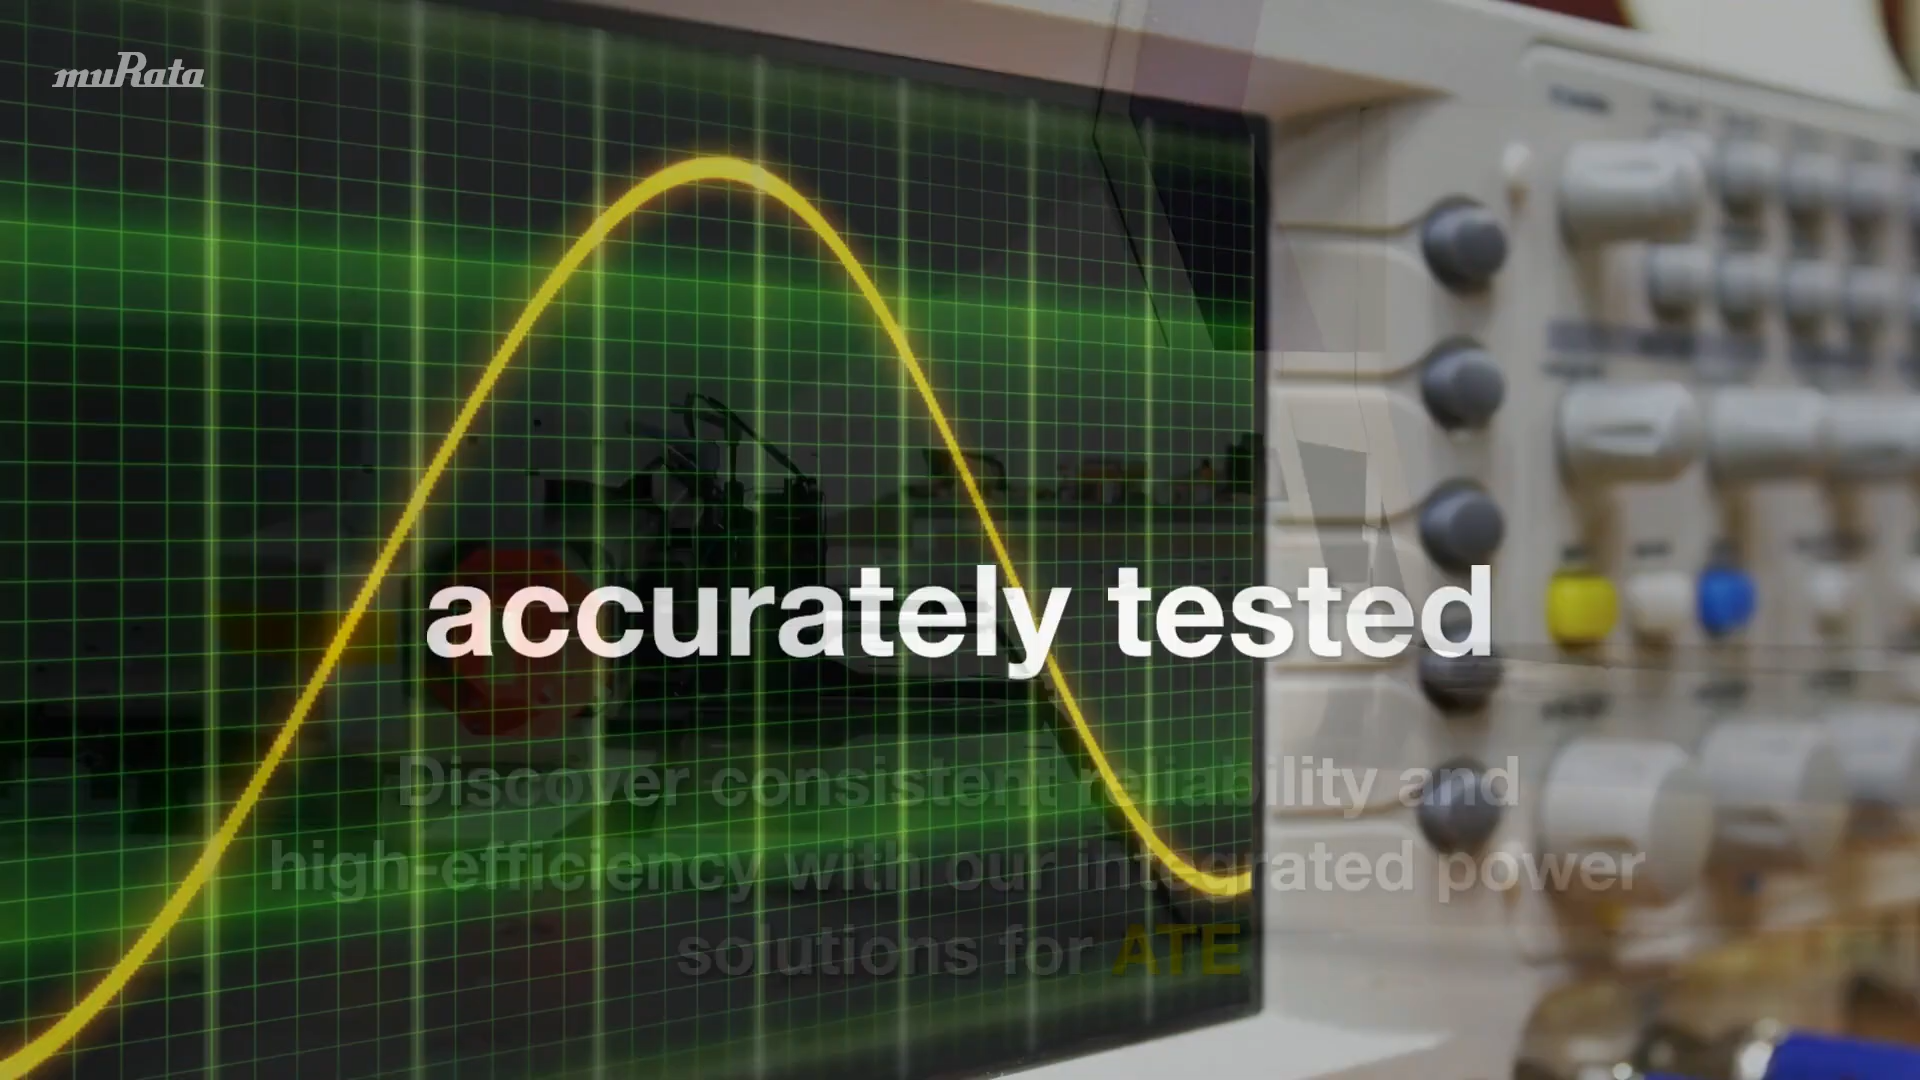 muRata
accurately tested
Discover consistent reliability and
high-efficiency with our integrated power
solutions for ATE